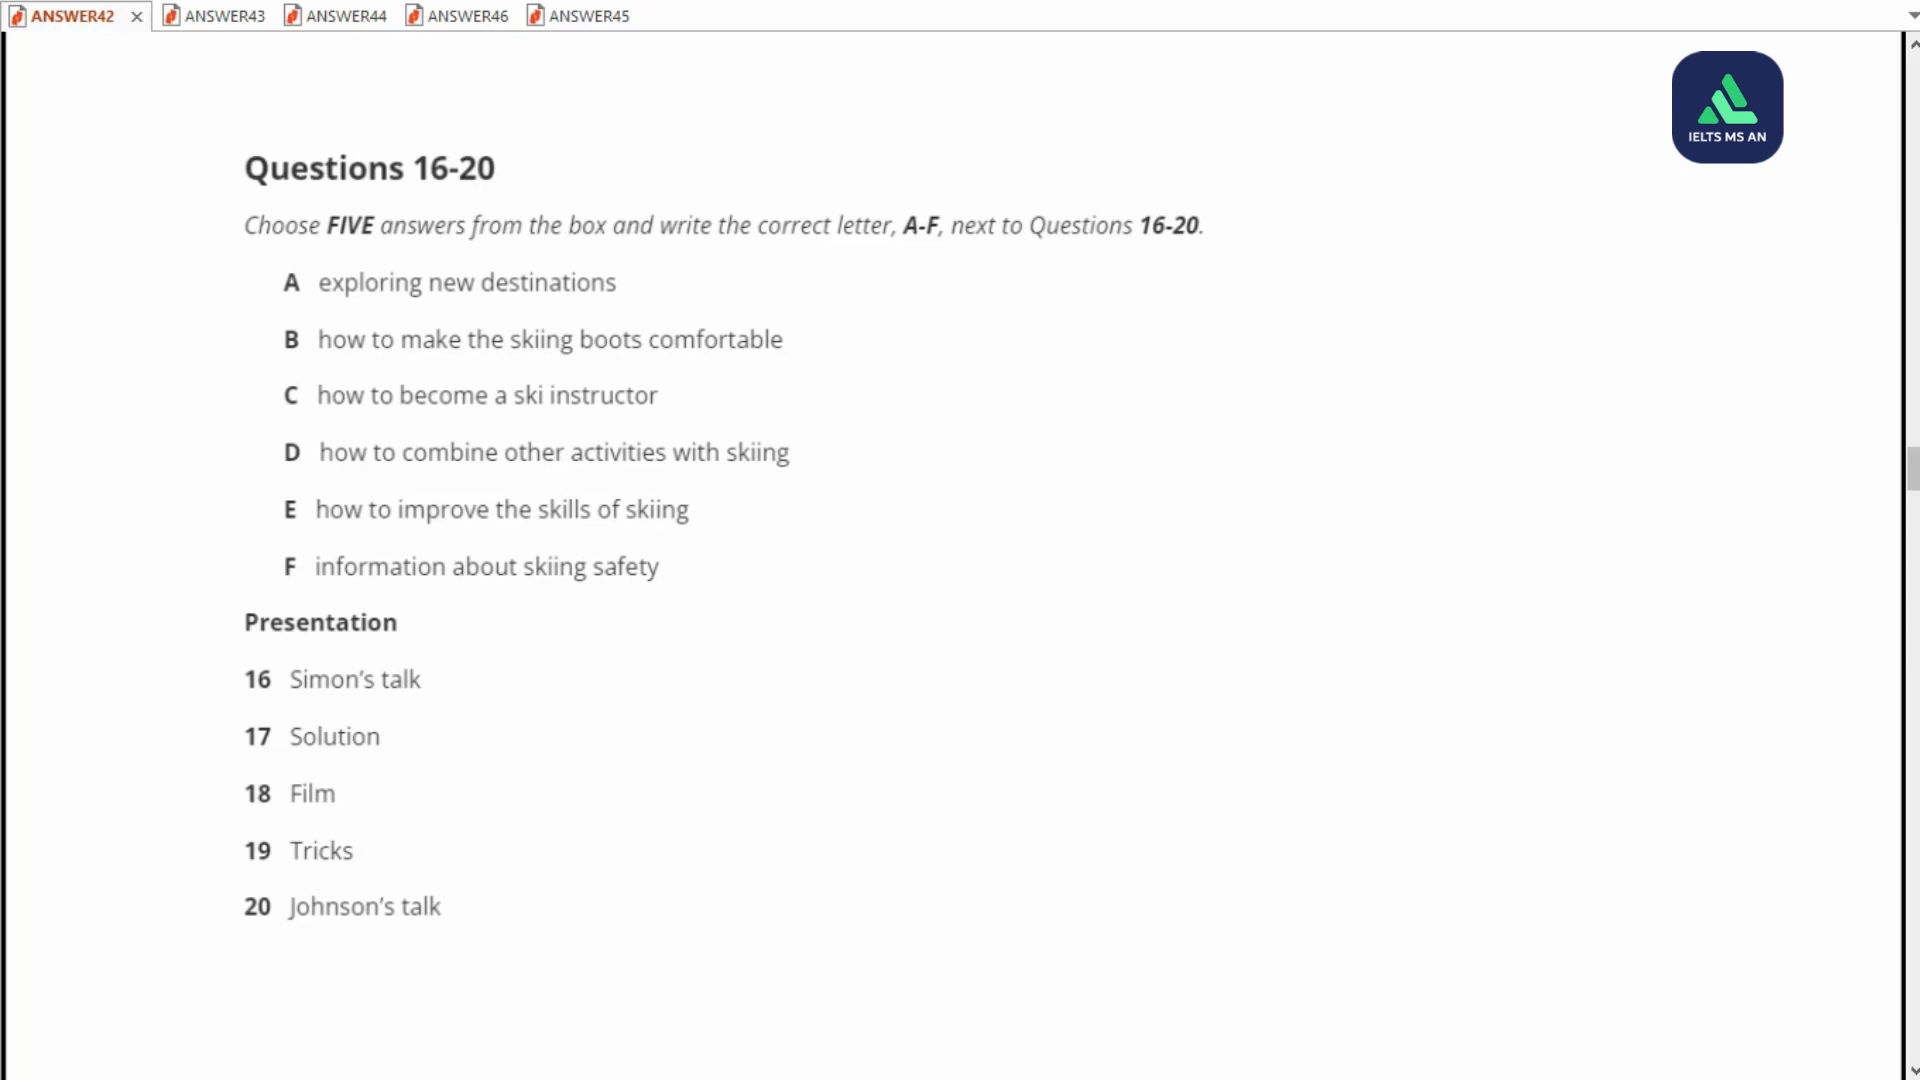 ANSWER42
ANSWER43
ANSWER44
ANSWER46
ANSWER45
IELTS MS AN
Questions 16-20
Choose FIVE answers from the box and write the correct letter, A-F, next to Questions 16-20.
A exploring new destinations
B how to make the skiing boots comfortable
C how to become a ski instructor
D how to combine other activities with skiing
E how to improve the skills of skiing
F information about skiing safety
Presentation
16 Simon’s talk
17 Solution
18 Film
19 Tricks
20 Johnson’s talk